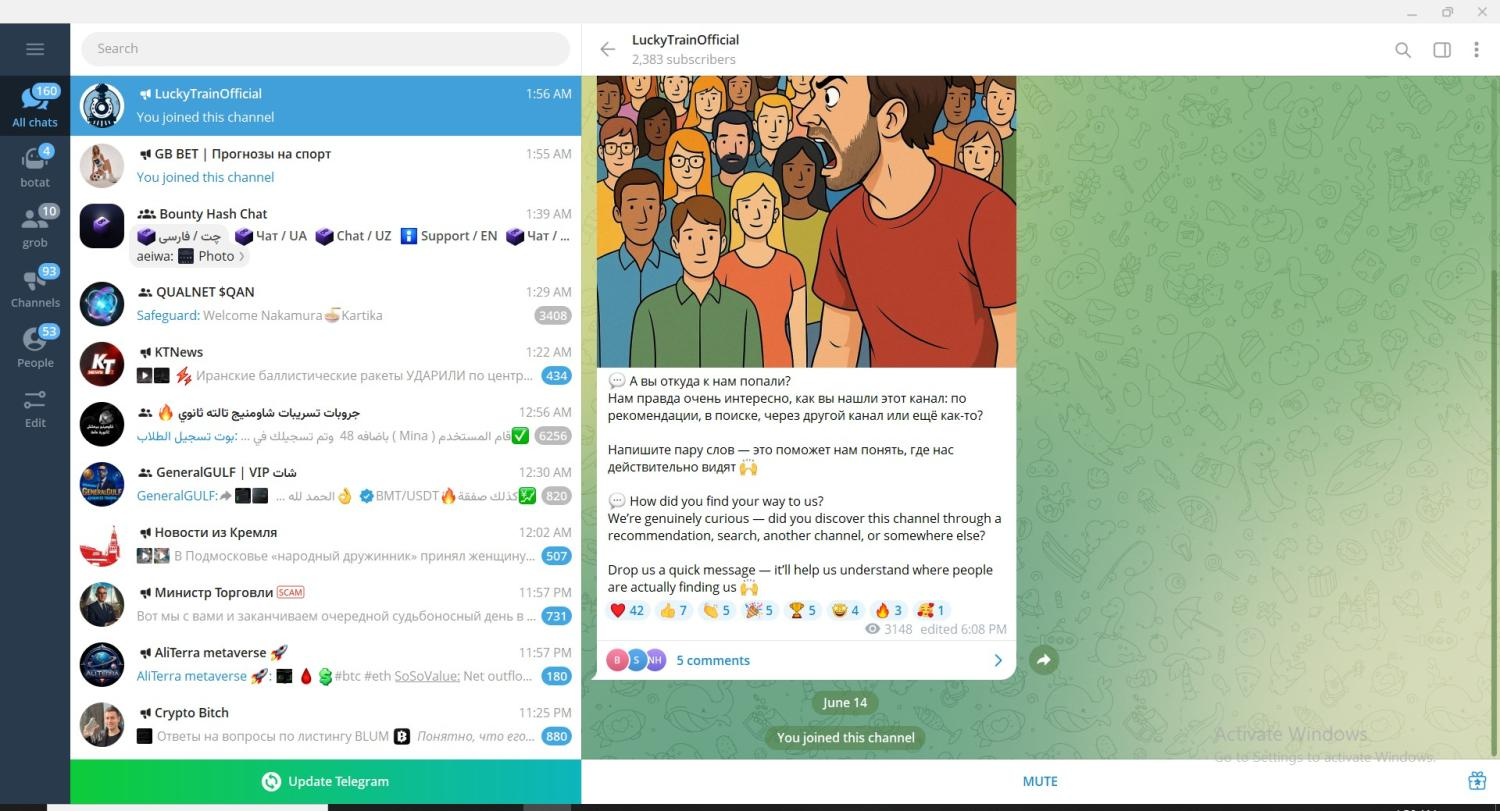 Search
160
All chats
4
botat
10
grob
93
Channels
53
People
Edit
LuckyTrainOfficial 1:56 AM
You joined this channel
GB BET | Прогнозы на спорт 1:55 AM
You joined this channel
Bounty Hash Chat 1:39 AM
چت / فارسی Чат / UA Chat / UZ Support / EN Чат / ...
aeiwa: Photo
QUALNET $QAN 1:29 AM
Safeguard: Welcome Nakamura🍜Kartika 3408
KTNews 1:22 AM
⚡ Иранские баллистические ракеты УДАРИЛИ по центр... 434
جروبات تسريبات شاومنيج تالته ثانوي 🔥 12:56 AM
بوت تسجيل الطلاب: ✅قام المستخدم ( Mina ) باضافه 48 وتم تسجيلك في ... 6256
GeneralGULF | VIP شات 12:30 AM
GeneralGULF: 💹كذلك صفقة🔥BMT/USDT 👌 الحمد لله ... 820
Новости из Кремля 12:02 AM
В Подмосковье «народный дружинник» принял женщину... 507
Министр Торговли SCAM 11:57 PM
Вот мы с вами и заканчиваем очередной судьбоносный день в ... 731
AliTerra metaverse 🚀 11:57 PM
AliTerra metaverse 🚀: 🩸 💲#btc #eth SoSoValue: Net outflo... 180
Crypto Bitch 11:25 PM
Ответы на вопросы по листингу BLUM Понятно, что его... 880
Update Telegram
LuckyTrainOfficial
2,383 subscribers
💬 А вы откуда к нам попали?
Нам правда очень интересно, как вы нашли этот канал: по
рекомендации, в поиске, через другой канал или ещё как-то?
Напишите пару слов — это поможет нам понять, где нас
действительно видят 🙌
💬 How did you find your way to us?
We’re genuinely curious — did you discover this channel through a
recommendation, search, another channel, or somewhere else?
Drop us a quick message — it’ll help us understand where people
are actually finding us 🙌
❤ 42 👍 7 👏 5 🎉 5 🏆 5 🤩 4 🔥 3 🥰 1
3148 edited 6:08 PM
B S NH 5 comments
June 14
You joined this channel
Activate Windows
Go to Settings to activate Windows.
MUTE